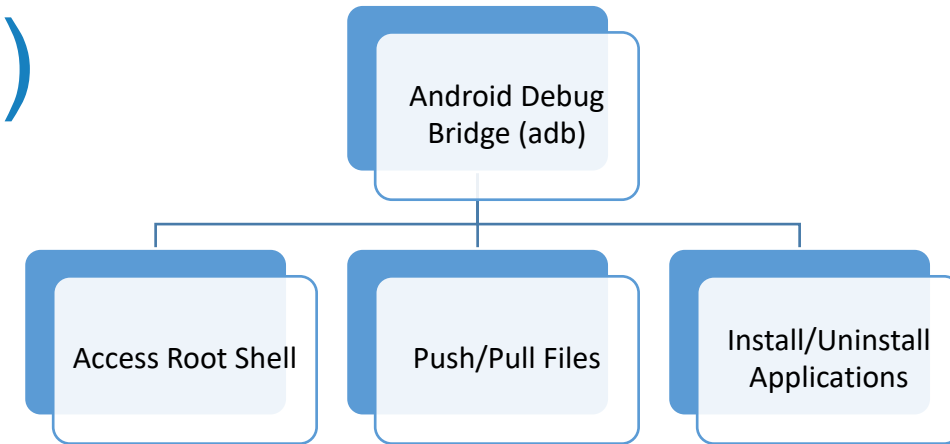 )
Android Debug
Bridge (adb)
Access Root Shell
Push/Pull Files
Install/Uninstall
Applications